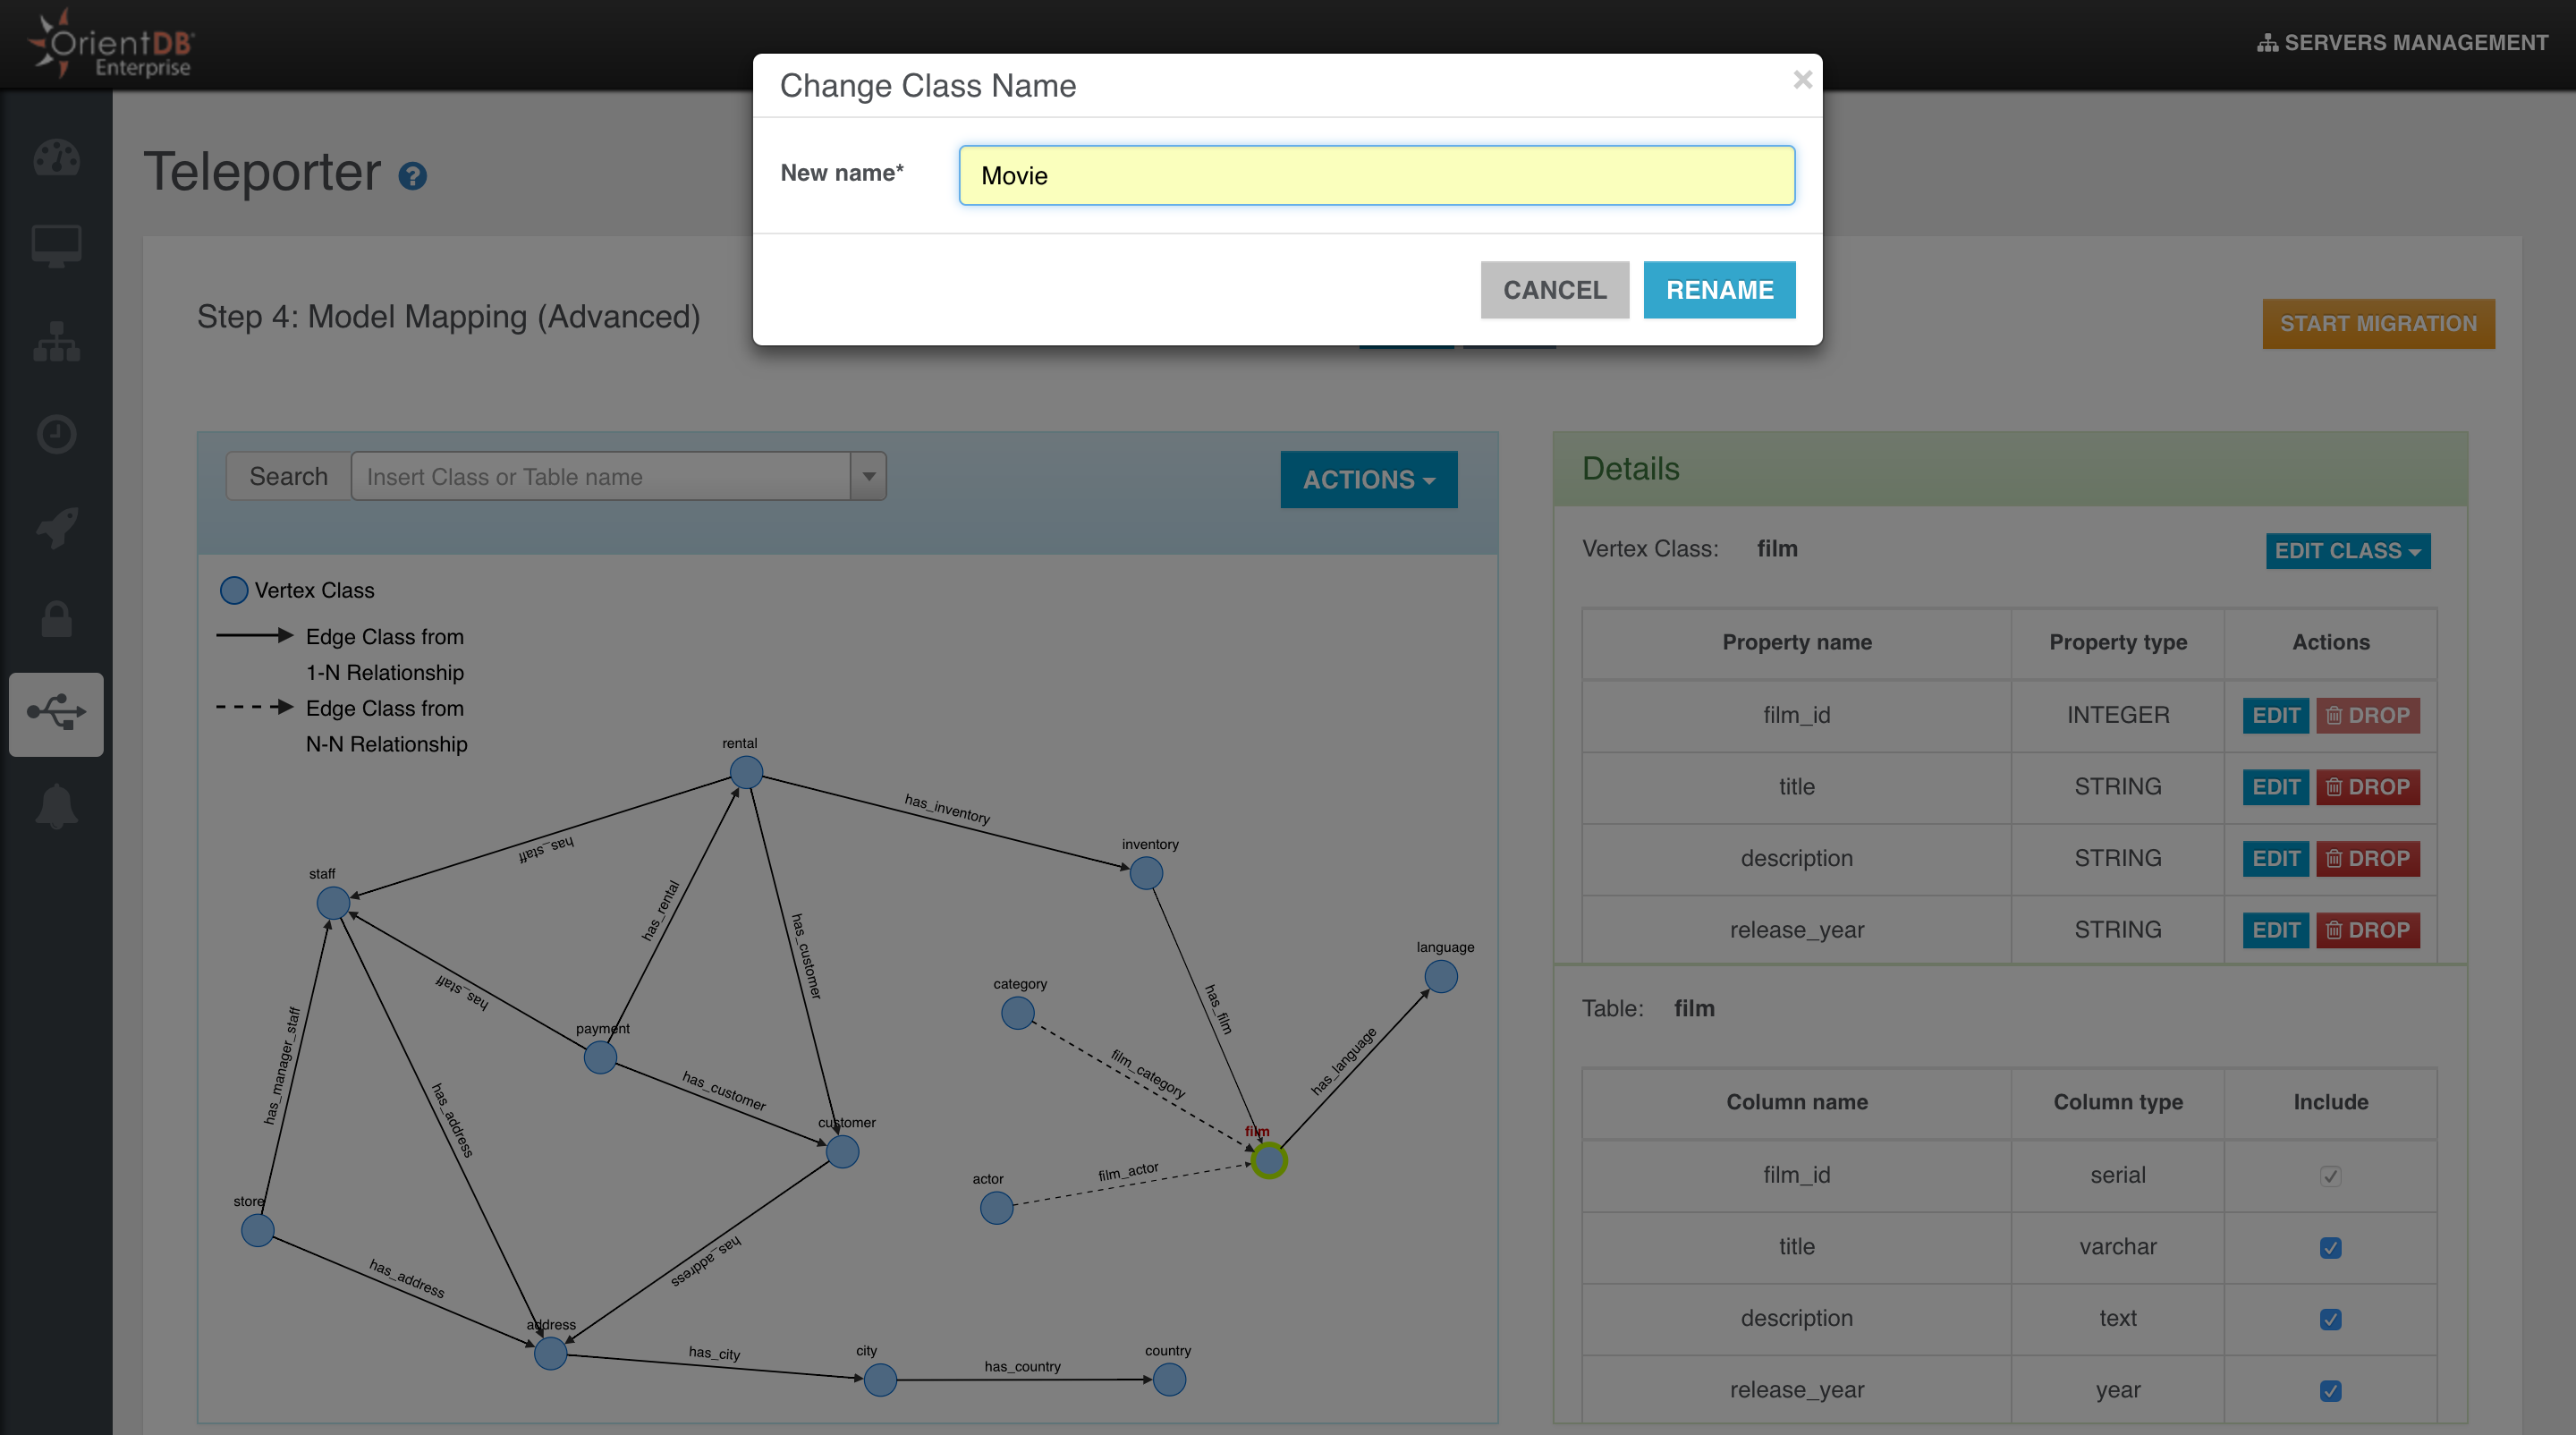 OrientDB
Enterprise
SERVERS MANAGEMENT
Change Class Name
×
New name*
Movie
CANCEL
RENAME
Teleporter ?
Step 4: Model Mapping (Advanced)
START MIGRATION
Search
Insert Class or Table name
ACTIONS
Vertex Class
Edge Class from
1-N Relationship
Edge Class from
N-N Relationship
rental
has_inventory
has_staff
inventory
staff
has_rental
has_customer
language
category
has_staff
has_film
payment
has_manager_staff
film_category
has_language
has_address
has_customer
customer
film
actor
film_actor
store
has_address
has_address
address
has_city
city
has_country
country
Details
Vertex Class: film
EDIT CLASS
Property name Property type Actions
film_id INTEGER EDIT DROP
title STRING EDIT DROP
description STRING EDIT DROP
release_year STRING EDIT DROP
Table: film
Column name Column type Include
film_id serial
title varchar
description text
release_year year